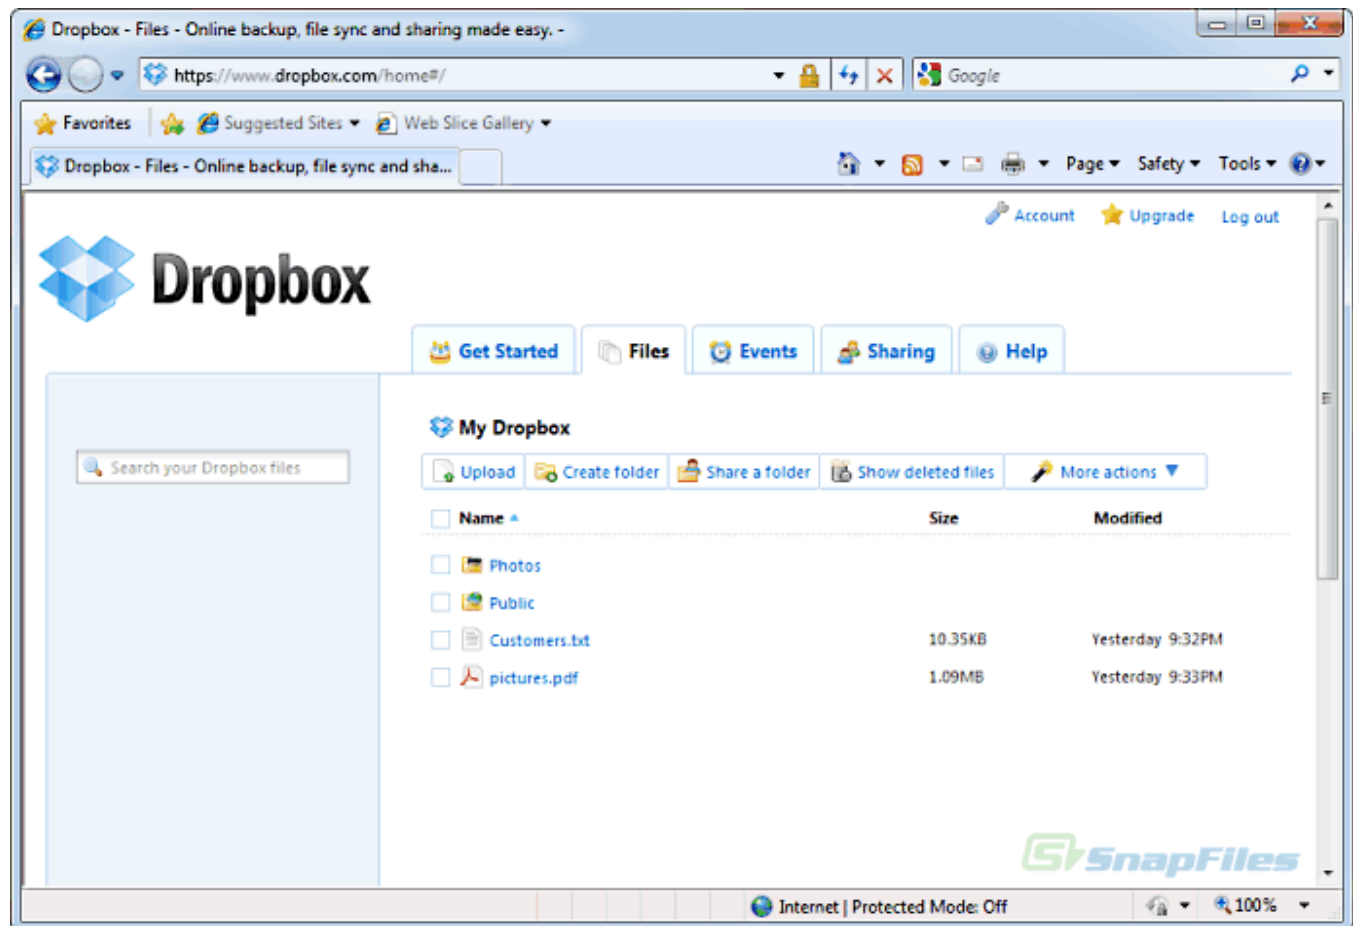 Dropbox - Files - Online backup, file sync and sharing made easy. -
https://www.dropbox.com/home#/
Google
Favorites Suggested Sites Web Slice Gallery
Dropbox - Files - Online backup, file sync and sha...
Page Safety Tools
Account Upgrade Log out
Dropbox
Get Started Files Events Sharing Help
My Dropbox
Search your Dropbox files
Upload Create folder Share a folder Show deleted files More actions
Name Size Modified
Photos
Public
Customers.txt 10.35KB Yesterday 9:32PM
pictures.pdf 1.09MB Yesterday 9:33PM
SnapFiles
Internet | Protected Mode: Off 100%